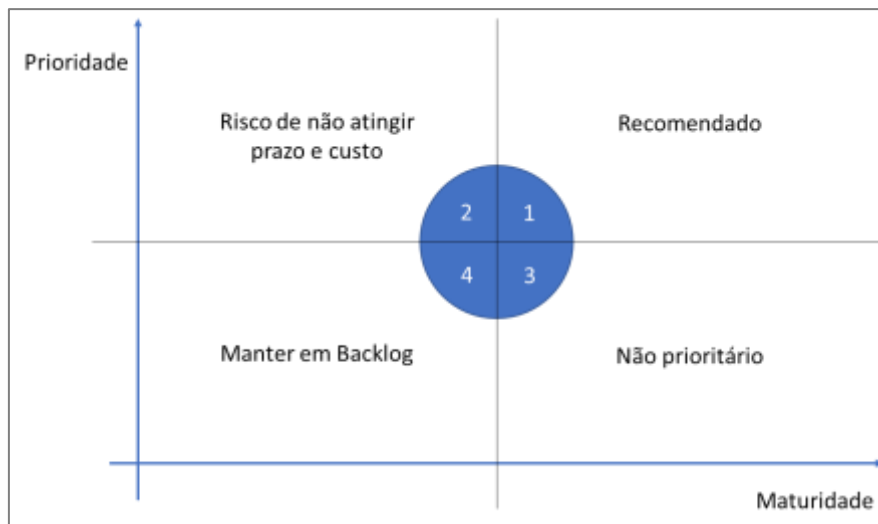 Prioridade
Risco de não atingir
prazo e custo
Recomendado
2
1
4
3
Manter em Backlog
Não prioritário
Maturidade